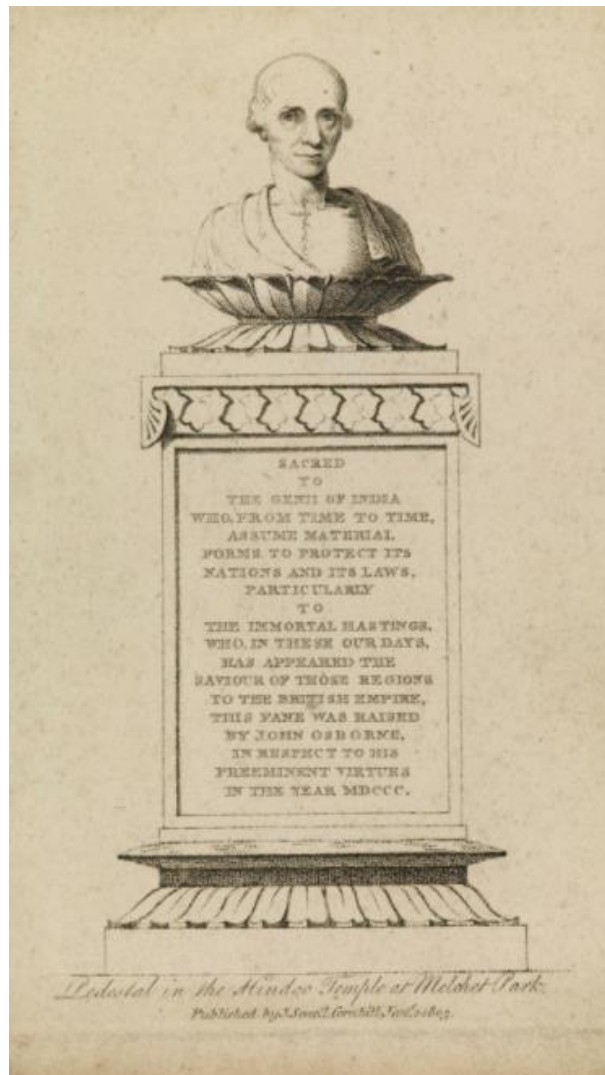 SACRED
TO
THE GENII OF INDIA
WHO, FROM TIME TO TIME,
ASSUME MATERIAL
FORMS TO PROTECT ITS
NATIONS AND ITS LAWS,
PARTICULARLY
TO
THE IMMORTAL HASTINGS,
WHO, IN THESE OUR DAYS,
HAS APPEARED THE
SAVIOUR OF THOSE REGIONS
TO THE BRITISH EMPIRE,
THIS FANE WAS RAISED
BY JOHN OSBORNE,
IN RESPECT TO HIS
PREEMINENT VIRTUES
IN THE YEAR MDCCC.
Pedestal in the Hindoo Temple at Melchet Park.
Published by J. Sewell, Cornhill,